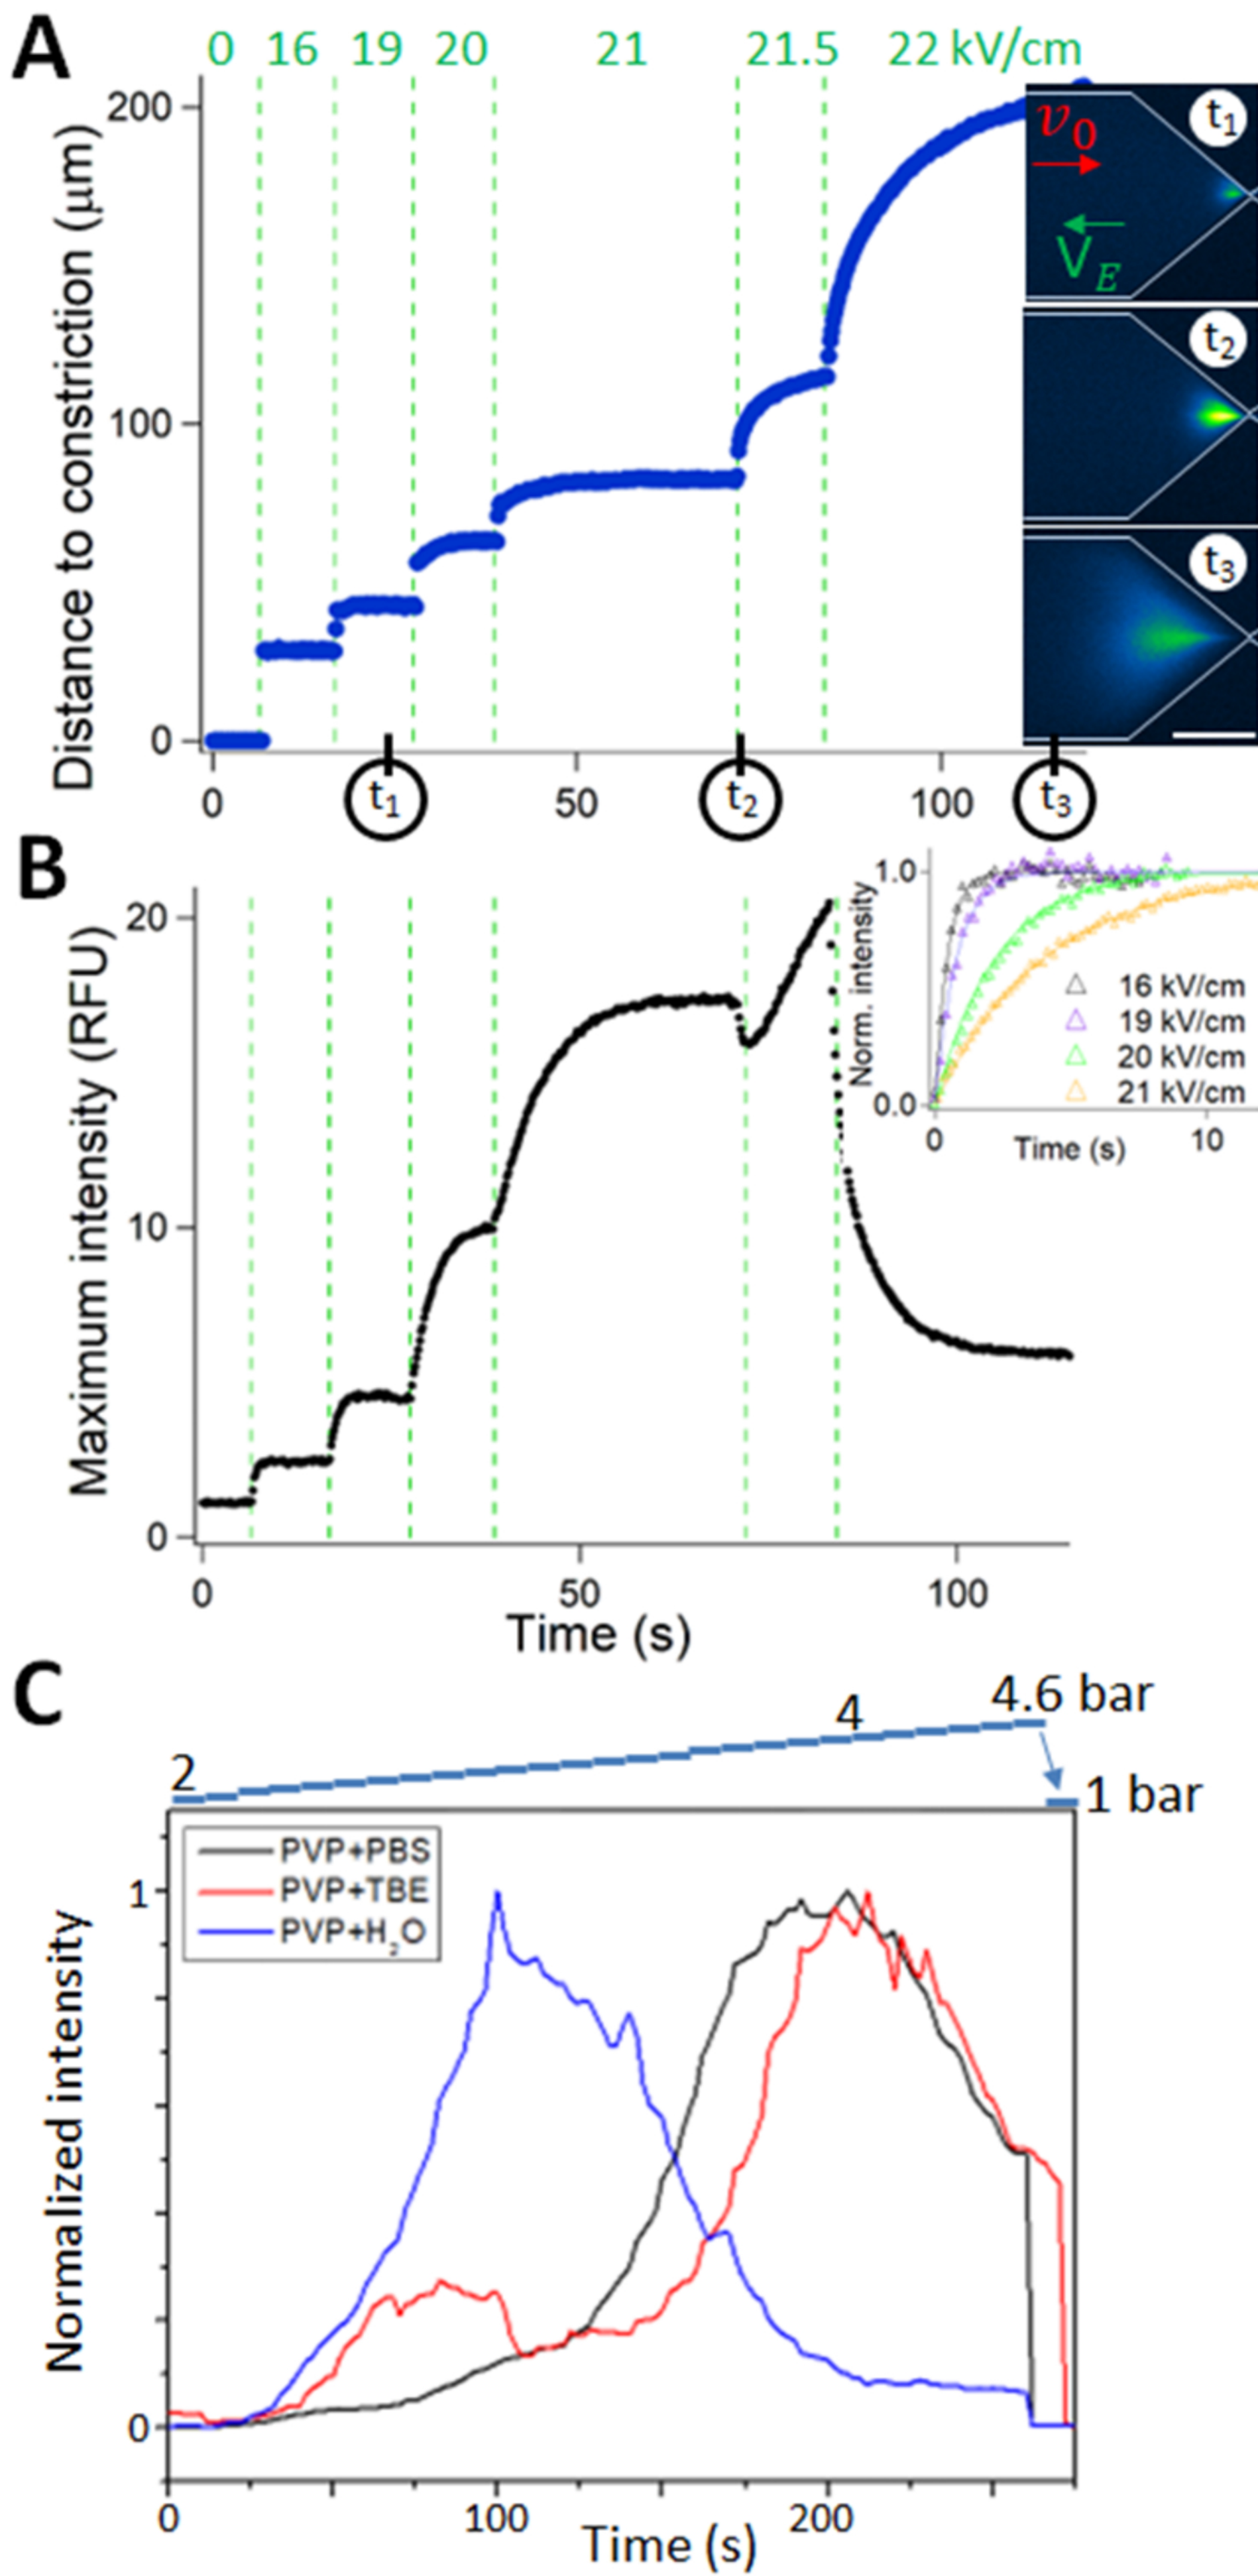 A
0 16 19 20 21 21.5 22 kV/cm
Distance to constriction (μm)
200
100
0
v0
VE
t1
t2
t3
0 t1 50 t2 100 t3
B
Maximum intensity (RFU)
20
10
0
0 50 100
Time (s)
Norm. intensity
1.0
0.0
16 kV/cm
19 kV/cm
20 kV/cm
21 kV/cm
0 10
Time (s)
C
2 4 4.6 bar
1 bar
PVP+PBS
PVP+TBE
PVP+H2O
Normalized intensity
1
0
0 100 200
Time (s)